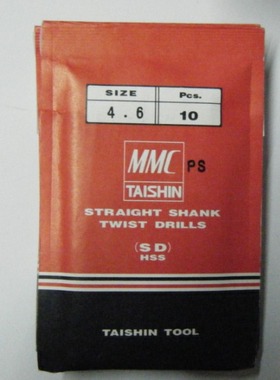 SIZE Pcs.
4.6 10
MMC PS
TAISHIN
STRAIGHT SHANK
TWIST DRILLS
(SD)
HSS
TAISHIN TOOL